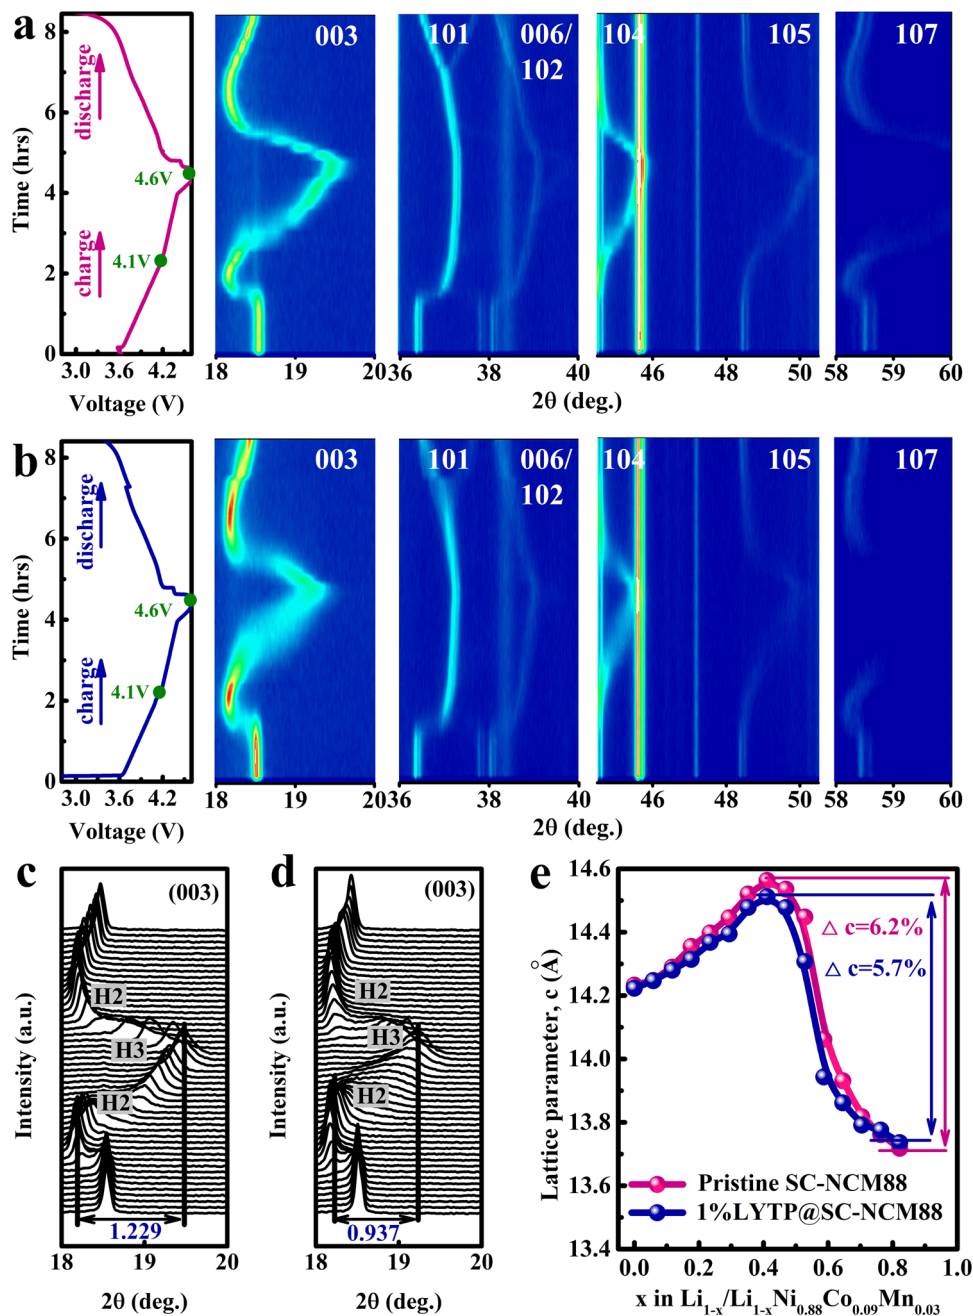 a
003
101
006/
102
104
105
107
Time (hrs)
8
6
4
2
0
discharge
charge
4.6V
4.1V
3.0 3.6 4.2
Voltage (V)
18 19 20
36 38 40
46 48 50
58 59 60
2θ (deg.)
b
003
101
006/
102
104
105
107
Time (hrs)
8
6
4
2
0
discharge
charge
4.6V
4.1V
3.0 3.6 4.2
Voltage (V)
18 19 20
36 38 40
46 48 50
58 59 60
2θ (deg.)
c
(003)
Intensity (a.u.)
H2
H3
H2
1.229
18 19 20
2θ (deg.)
d
(003)
Intensity (a.u.)
H2
H3
H2
0.937
18 19 20
2θ (deg.)
e
Lattice parameter, c (Å)
14.6
14.4
14.2
14.0
13.8
13.6
13.4
△ c=6.2%
△ c=5.7%
Pristine SC-NCM88
1%LYTP@SC-NCM88
0.0 0.2 0.4 0.6 0.8 1.0
x in Li₁₋ₓ/Li₁₋ₓNi₀.₈₈Co₀.₀₉Mn₀.₀₃